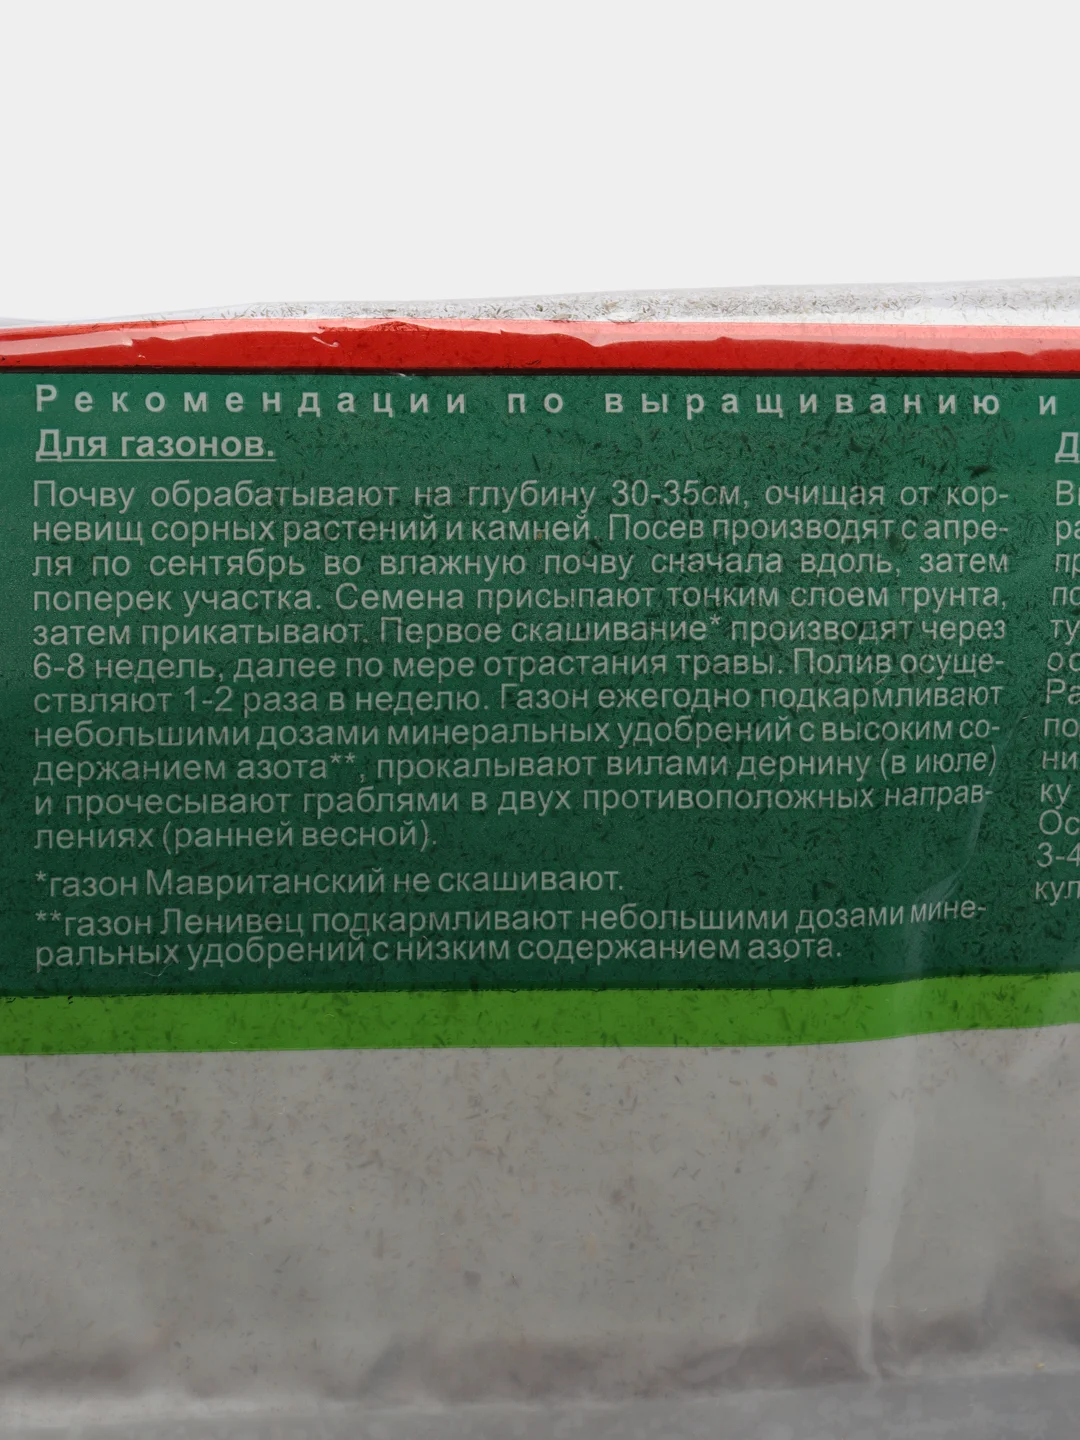 Рекомендации по выращиванию и
Для газонов.
Почву обрабатывают на глубину 30-35см, очищая от кор-
невищ сорных растений и камней. Посев производят с апре-
ля по сентябрь во влажную почву сначала вдоль, затем
поперек участка. Семена присыпают тонким слоем грунта,
затем прикатывают. Первое скашивание* производят через
6-8 недель, далее по мере отрастания травы. Полив осуще-
ствляют 1-2 раза в неделю. Газон ежегодно подкармливают
небольшими дозами минеральных удобрений с высоким со-
держанием азота**, прокалывают вилами дернину (в июле)
и прочесывают граблями в двух противоположных направ-
лениях (ранней весной).
*газон Мавританский не скашивают.
**газон Ленивец подкармливают небольшими дозами мине-
ральных удобрений с низким содержанием азота.